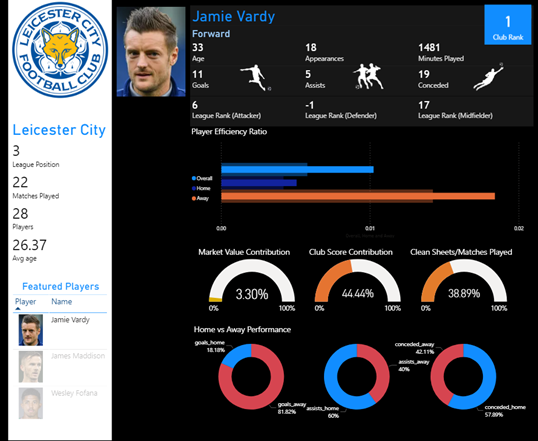 LEICESTER CITY
FOOTBALL CLUB
Leicester City
3
League Position
22
Matches Played
28
Players
26.37
Avg age
Featured Players
Player Name
Jamie Vardy
James Maddison
Wesley Fofana
Jamie Vardy
Forward
1
Club Rank
33 18 1481
Age Appearances Minutes Played
11 5 19
Goals Assists Conceded
6 -1 17
League Rank (Attacker) League Rank (Defender) League Rank (Midfielder)
Player Efficiency Ratio
Overall
Home
Away
0.00 0.01 0.02
Market Value Contribution Club Score Contribution Clean Sheets/Matches Played
3.30% 44.44% 38.89%
0% 100% 0% 100% 0% 100%
Home vs Away Performance
goals_home
18.18%
goals_away
81.82%
assists_away
40%
assists_home
60%
conceded_away
42.11%
conceded_home
57.89%